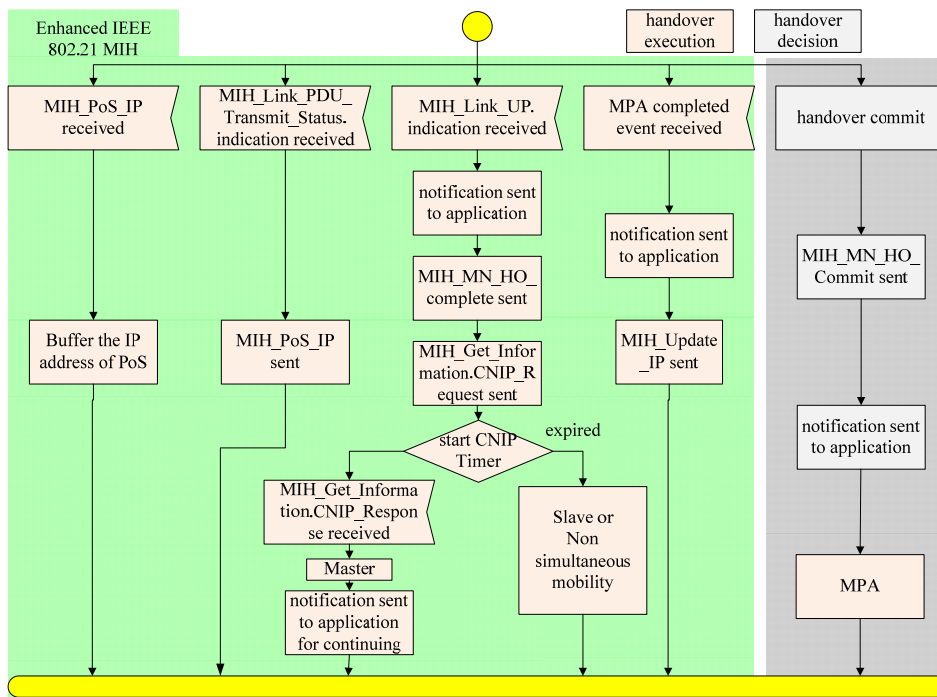 Enhanced IEEE
802.21 MIH
handover
execution
handover
decision
MIH_PoS_IP
received
MIH_Link_PDU_
Transmit_Status.
indication received
MIH_Link_UP.
indication received
MPA completed
event received
handover commit
notification sent
to application
notification sent
to application
MIH_MN_HO_
complete sent
MIH_MN_HO_
Commit sent
Buffer the IP
address of PoS
MIH_PoS_IP
sent
MIH_Get_Infor
mation.CNIP_R
equest sent
MIH_Update
_IP sent
start CNIP
Timer
expired
notification sent
to application
MIH_Get_Informa
tion.CNIP_Respon
se received
Slave or
Non
simultaneous
mobility
Master
notification sent
to application
for continuing
MPA